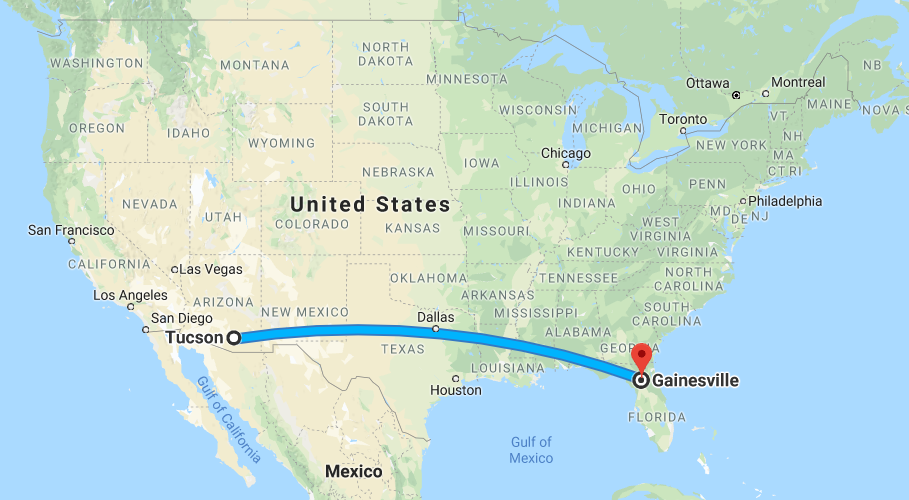 WASHINGTON
MONTANA
NORTH
DAKOTA
MINNESOTA
Ottawa
Montreal
NB
MAINE
NOVA S
SOUTH
DAKOTA
WISCONSIN
MICHIGAN
Toronto
VT
NH
OREGON
IDAHO
WYOMING
NEW YORK
MA
CT RI
Chicago
IOWA
NEBRASKA
ILLINOIS
INDIANA
OHIO
PENN
Philadelphia
MD
DE
NJ
NEVADA
UTAH
United States
COLORADO
KANSAS
MISSOURI
WEST
VIRGINIA
VIRGINIA
KENTUCKY
San Francisco
CALIFORNIA
Las Vegas
OKLAHOMA
TENNESSEE
NORTH
CAROLINA
Los Angeles
ARIZONA
NEW MEXICO
ARKANSAS
MISSISSIPPI
SOUTH
CAROLINA
San Diego
Dallas
ALABAMA
Tucson
TEXAS
LOUISIANA
GEORGIA
Houston
Gainesville
FLORIDA
Gulf of California
Gulf of
Mexico
Mexico